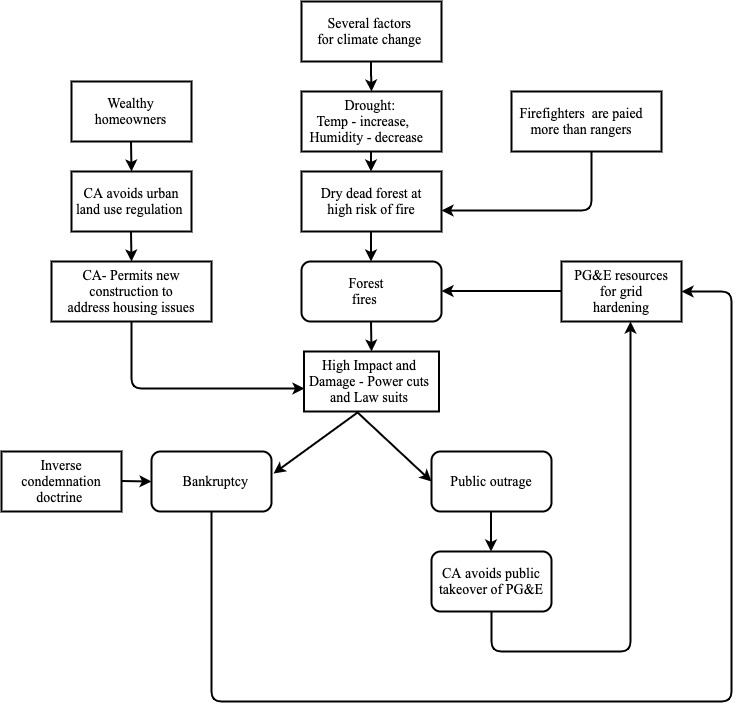 Several factors
for climate change
Wealthy
homeowners
Drought:
Temp - increase,
Humidity - decrease
Firefighters are paied
more than rangers
CA avoids urban
land use regulation
Dry dead forest at
high risk of fire
CA- Permits new
construction to
address housing issues
Forest
fires
PG&E resources
for grid
hardening
High Impact and
Damage - Power cuts
and Law suits
Inverse
condemnation
doctrine
Bankruptcy
Public outrage
CA avoids public
takeover of PG&E